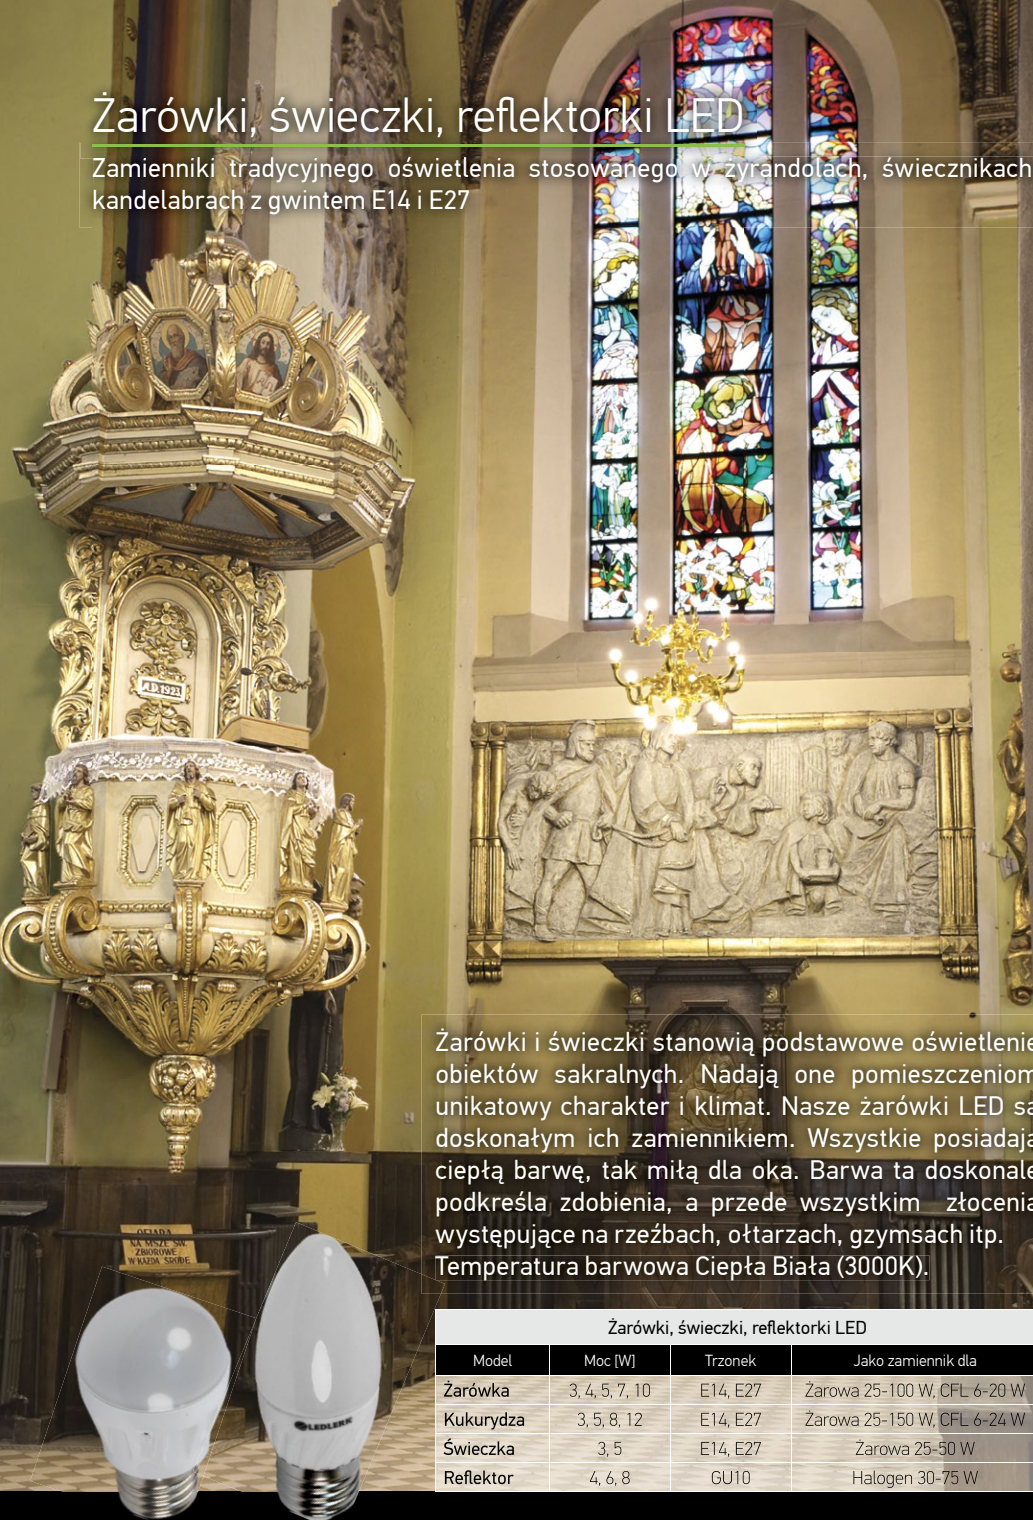 Żarówki, świeczki, reflektorki LED
Zamienniki tradycyjnego oświetlenia stosowanego w żyrandolach, świecznikach
kandelabrach z gwintem E14 i E27
A.D. 1923
Żarówki i świeczki stanowią podstawowe oświetlenie
obiektów sakralnych. Nadają one pomieszczeniom
unikatowy charakter i klimat. Nasze żarówki LED są
doskonałym ich zamiennikiem. Wszystkie posiadają
ciepłą barwę, tak miłą dla oka. Barwa ta doskonale
podkreśla zdobienia, a przede wszystkim złocenia
występujące na rzeźbach, ołtarzach, gzymsach itp.
Temperatura barwowa Ciepła Biała (3000K).
OFIARA
NA MSZE ŚW.
ZBIOROWE
W KAŻDĄ ŚRODĘ
LEDLERK
Żarówki, świeczki, reflektorki LED
Model Moc [W] Trzonek Jako zamiennik dla
Żarówka 3, 4, 5, 7, 10 E14, E27 Żarowa 25-100 W, CFL 6-20 W
Kukurydza 3, 5, 8, 12 E14, E27 Żarowa 25-150 W, CFL 6-24 W
Świeczka 3, 5 E14, E27 Żarowa 25-50 W
Reflektor 4, 6, 8 GU10 Halogen 30-75 W